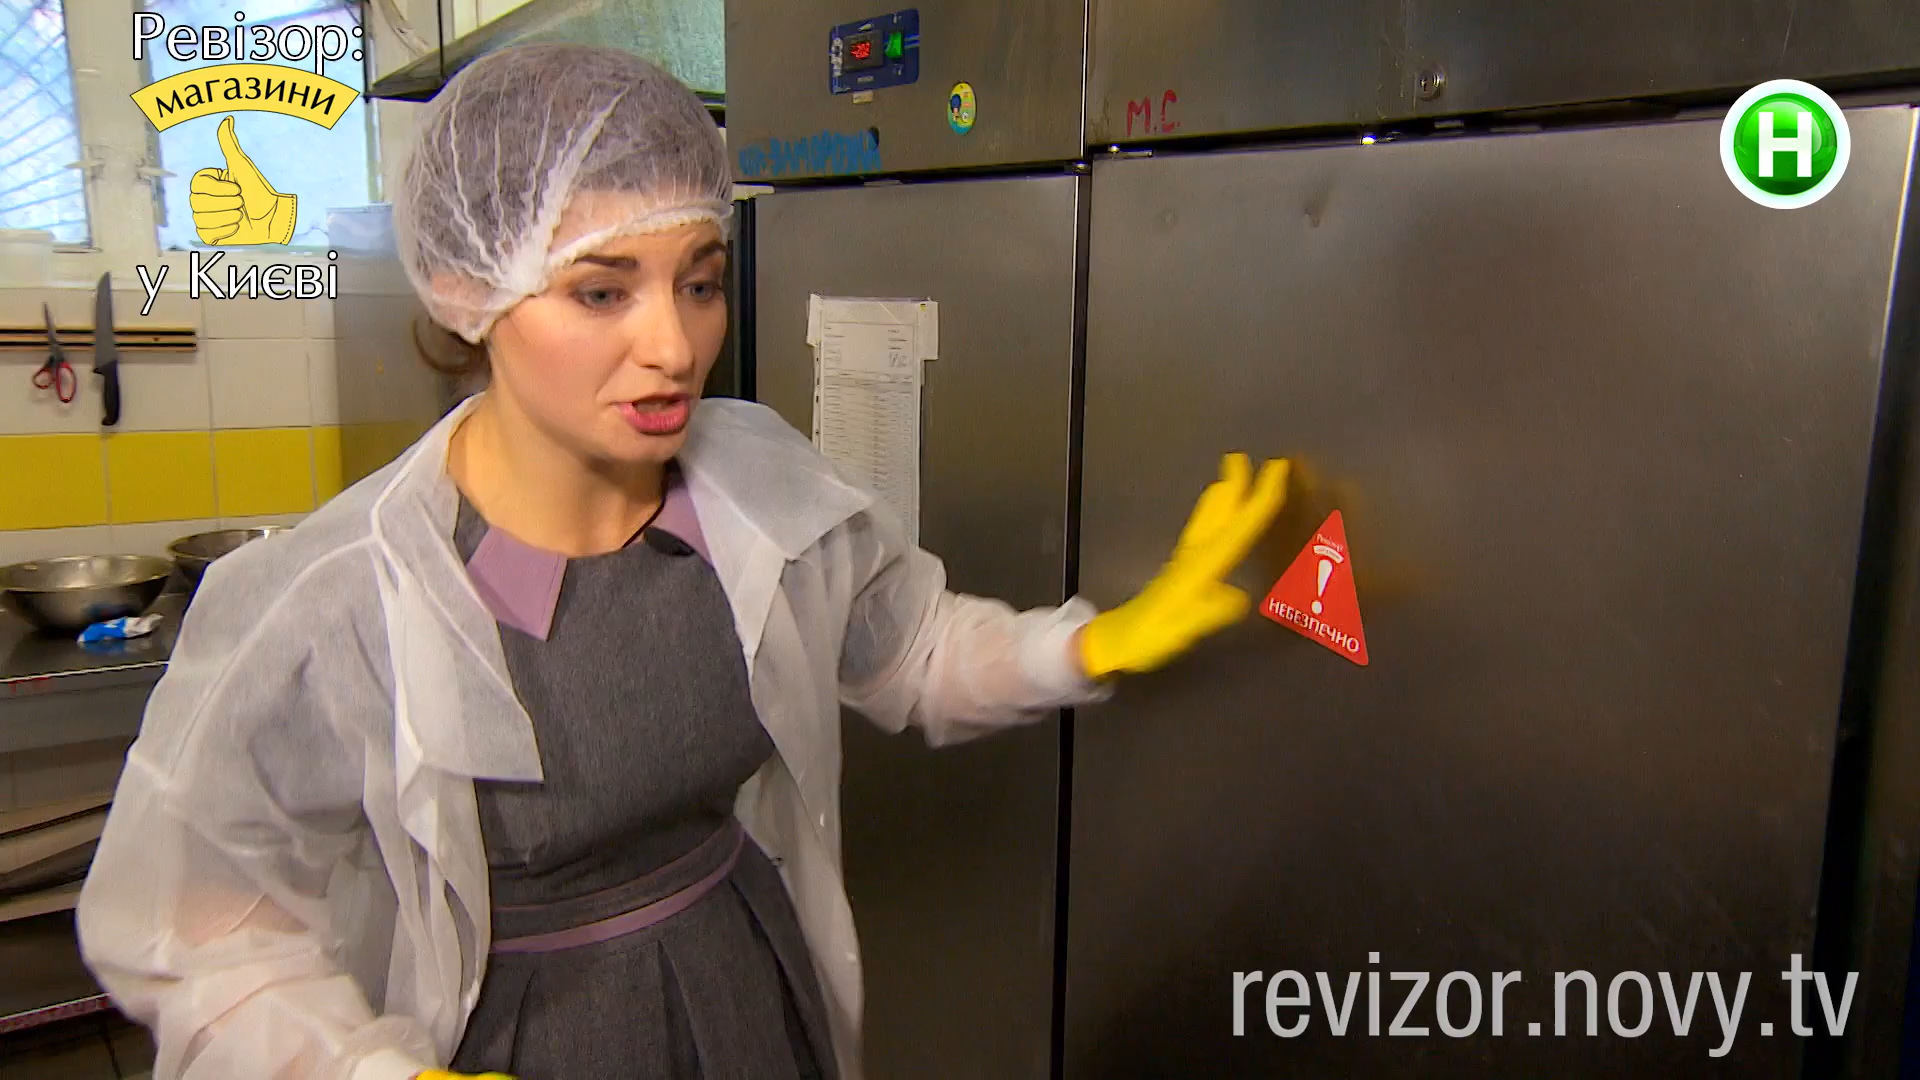 Ревізор:
магазини
у Києві
Н
М.С.
НЕБЕЗПЕЧНО
!
revizor.novy.tv